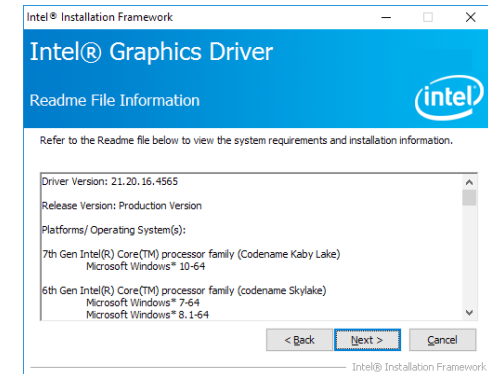 Intel® Installation Framework
Intel® Graphics Driver
Readme File Information
intel
Refer to the Readme file below to view the system requirements and installation information.
Driver Version: 21.20.16.4565
Release Version: Production Version
Platforms/ Operating System(s):
7th Gen Intel(R) Core(TM) processor family (Codename Kaby Lake)
Microsoft Windows* 10-64
6th Gen Intel(R) Core(TM) processor family (codename Skylake)
Microsoft Windows* 7-64
Microsoft Windows* 8.1-64
< Back Next > Cancel
Intel® Installation Framework